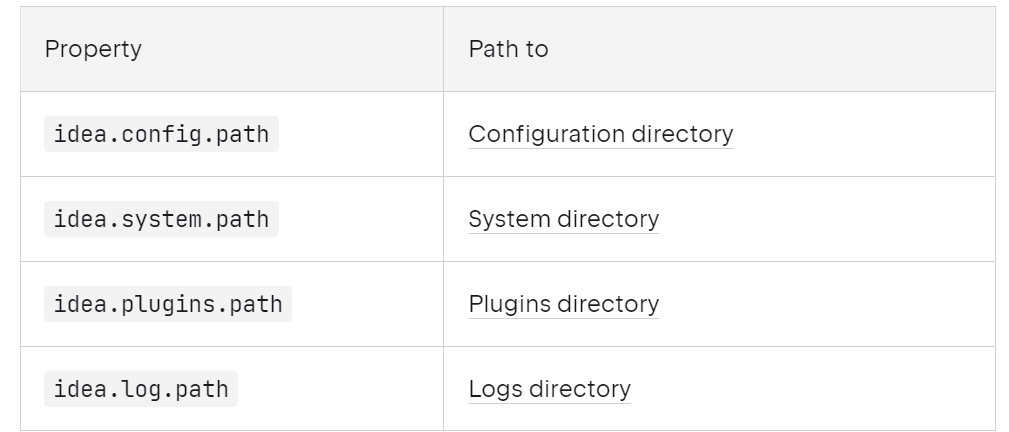 Property Path to
idea.config.path Configuration directory
idea.system.path System directory
idea.plugins.path Plugins directory
idea.log.path Logs directory